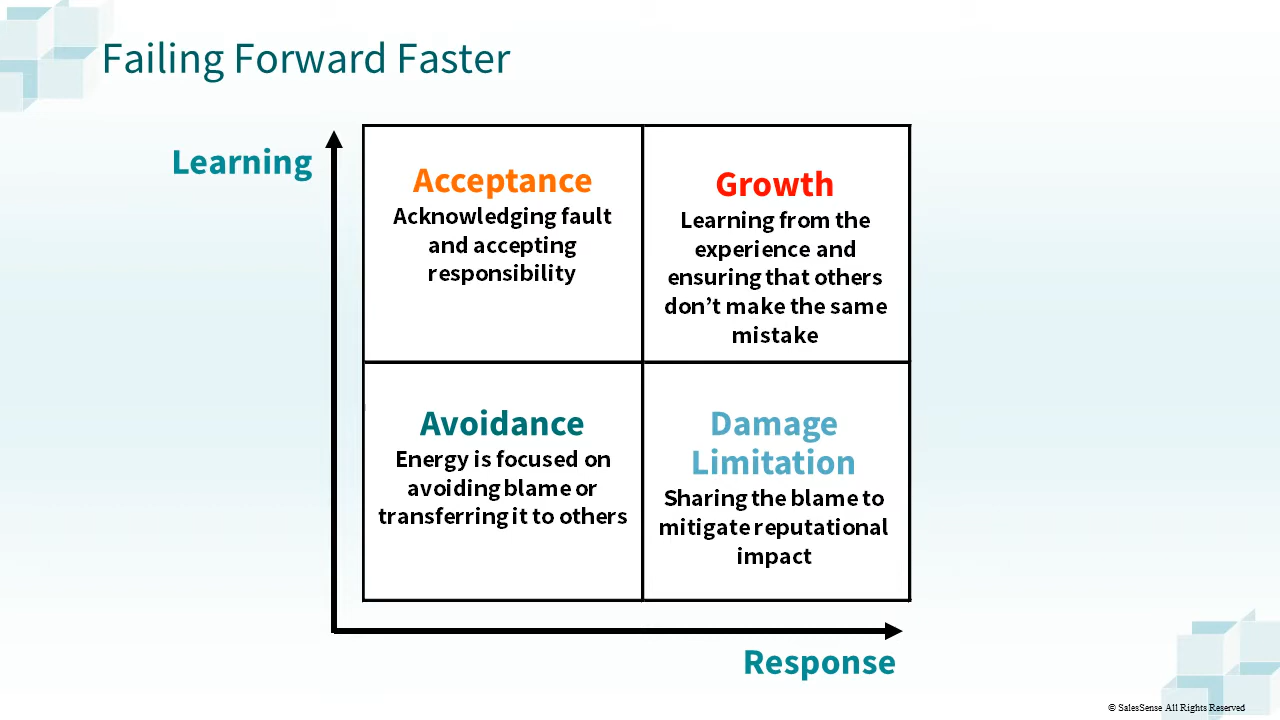 Failing Forward Faster
Learning
Acceptance
Acknowledging fault
and accepting
responsibility
Growth
Learning from the
experience and
ensuring that others
don’t make the same
mistake
Avoidance
Energy is focused on
avoiding blame or
transferring it to others
Damage
Limitation
Sharing the blame to
mitigate reputational
impact
Response
© SalesSense All Rights Reserved